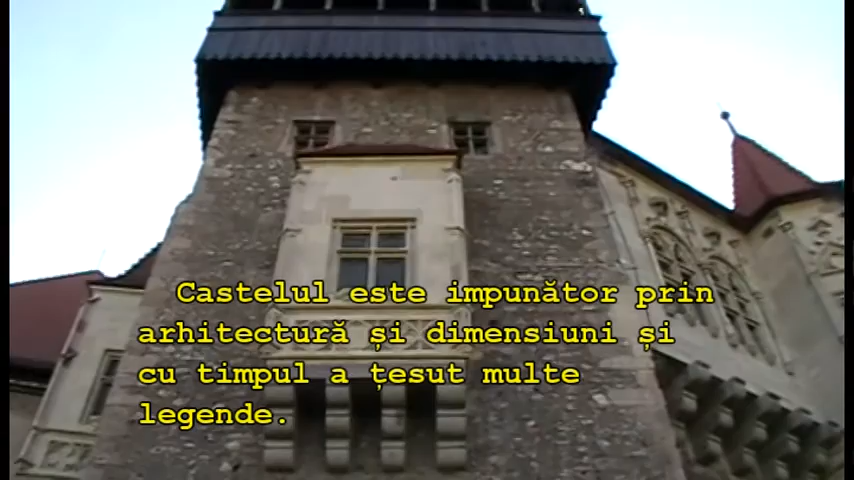 Castelul este impunător prin
arhitectură și dimensiuni și
cu timpul a țesut multe
legende.